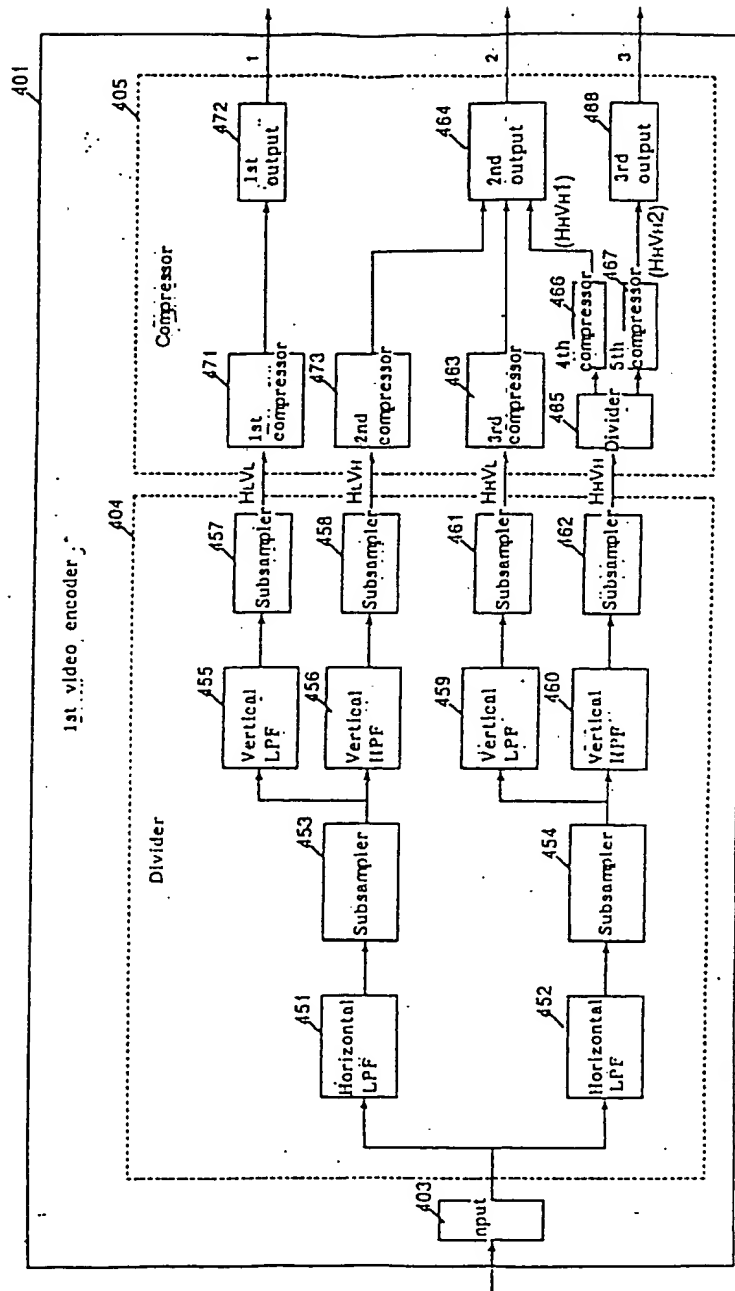 1st video encoder
401
Divider
404
Compressor
405
403
Input
451
Horizontal
LPF
453
Subsampler
455
Vertical
LPF
457
Subsampler
HLVL
471
1st
compressor
472
1st
output
1
456
Vertical
HPF
458
Subsampler
HLVH
473
2nd
compressor
452
Horizontal
LPF
454
Subsampler
459
Vertical
LPF
461
Subsampler
HHVL
463
3rd
compressor
464
2nd
output
2
460
Vertical
HPF
462
Subsampler
HHVH
465
Divider
466
4th
compressor
(HHVH1)
467
5th
compressor
(HHVH2)
488
3rd
output
3